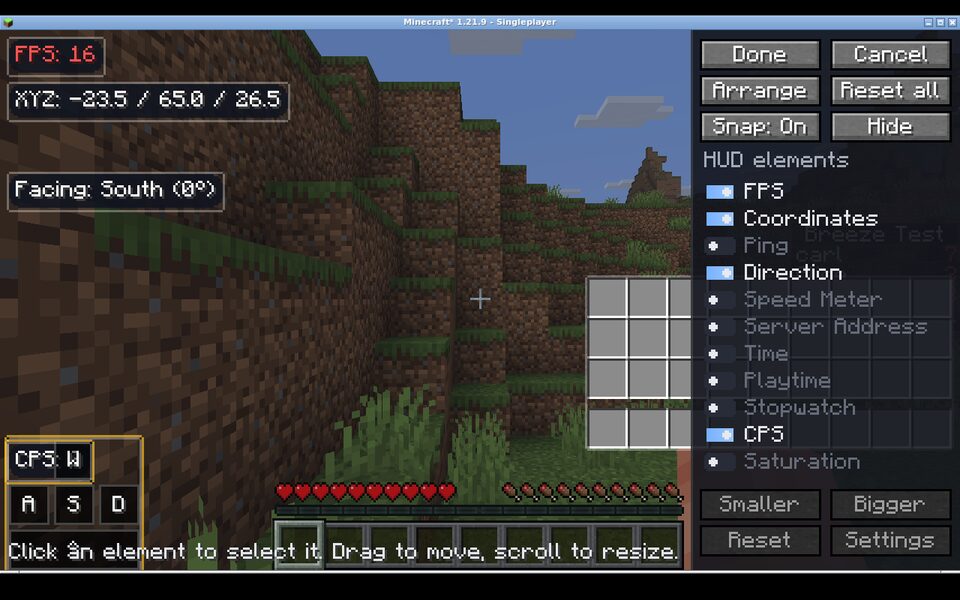 Minecraft* 1.21.9 - Singleplayer
FPS: 16
XYZ: -23.5 / 65.0 / 26.5
Facing: South (0°)
Done
Cancel
Arrange
Reset all
Snap: On
Hide
HUD elements
FPS
Coordinates
Ping
Breeze Test
carl
Direction
Speed Meter
Server Address
Time
Playtime
Stopwatch
CPS
Saturation
Smaller
Bigger
Reset
Settings
CPS: W
A S D
Click an element to select it. Drag to move, scroll to resize.